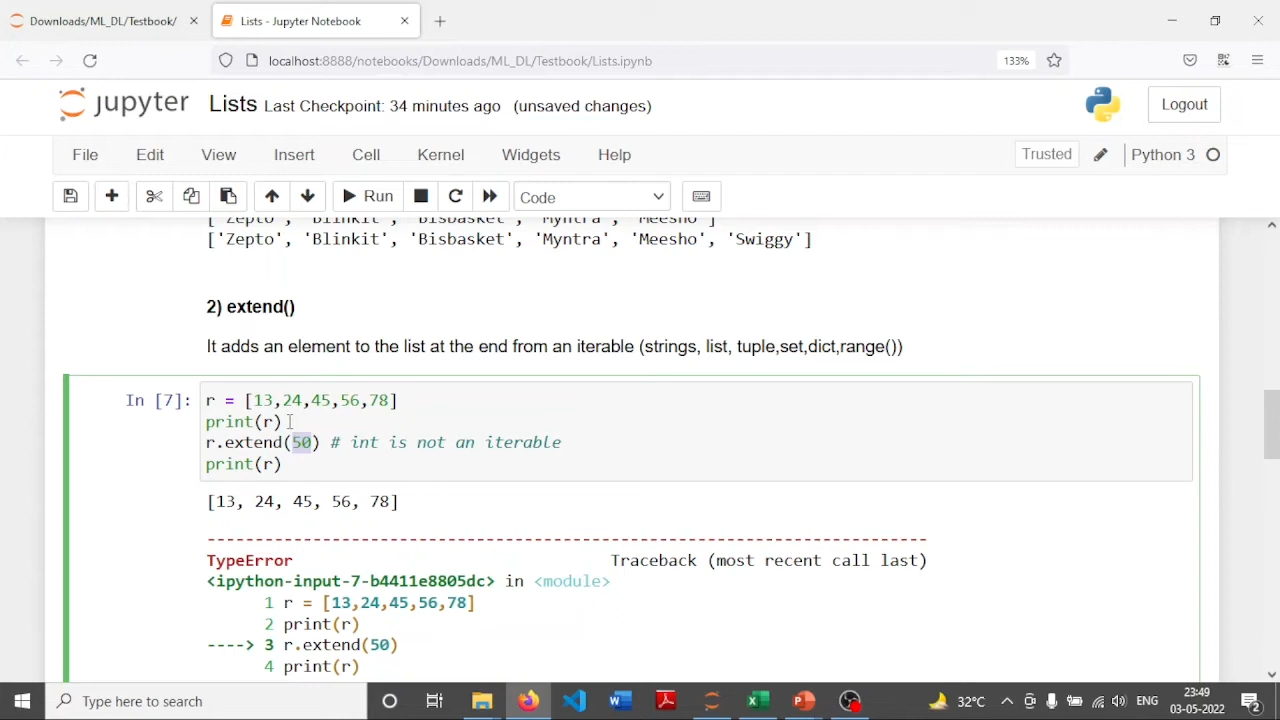 Downloads/ML_DL/Testbook/
Lists - Jupyter Notebook
localhost:8888/notebooks/Downloads/ML_DL/Testbook/Lists.ipynb
133%
jupyter Lists Last Checkpoint: 34 minutes ago (unsaved changes)
Logout
File Edit View Insert Cell Kernel Widgets Help
Trusted
Python 3
Run
Code
['Zepto', 'Blinkit', 'Bisbasket', 'Myntra', 'Meesho']
['Zepto', 'Blinkit', 'Bisbasket', 'Myntra', 'Meesho', 'Swiggy']
2) extend()
It adds an element to the list at the end from an iterable (strings, list, tuple,set,dict,range())
In [7]: r = [13,24,45,56,78]
print(r)
r.extend(50) # int is not an iterable
print(r)
[13, 24, 45, 56, 78]
---------------------------------------------------------------------------
TypeError Traceback (most recent call last)
<ipython-input-7-b4411e8805dc> in <module>
1 r = [13,24,45,56,78]
2 print(r)
----> 3 r.extend(50)
4 print(r)
Type here to search
32°C
ENG
23:49
03-05-2022
2